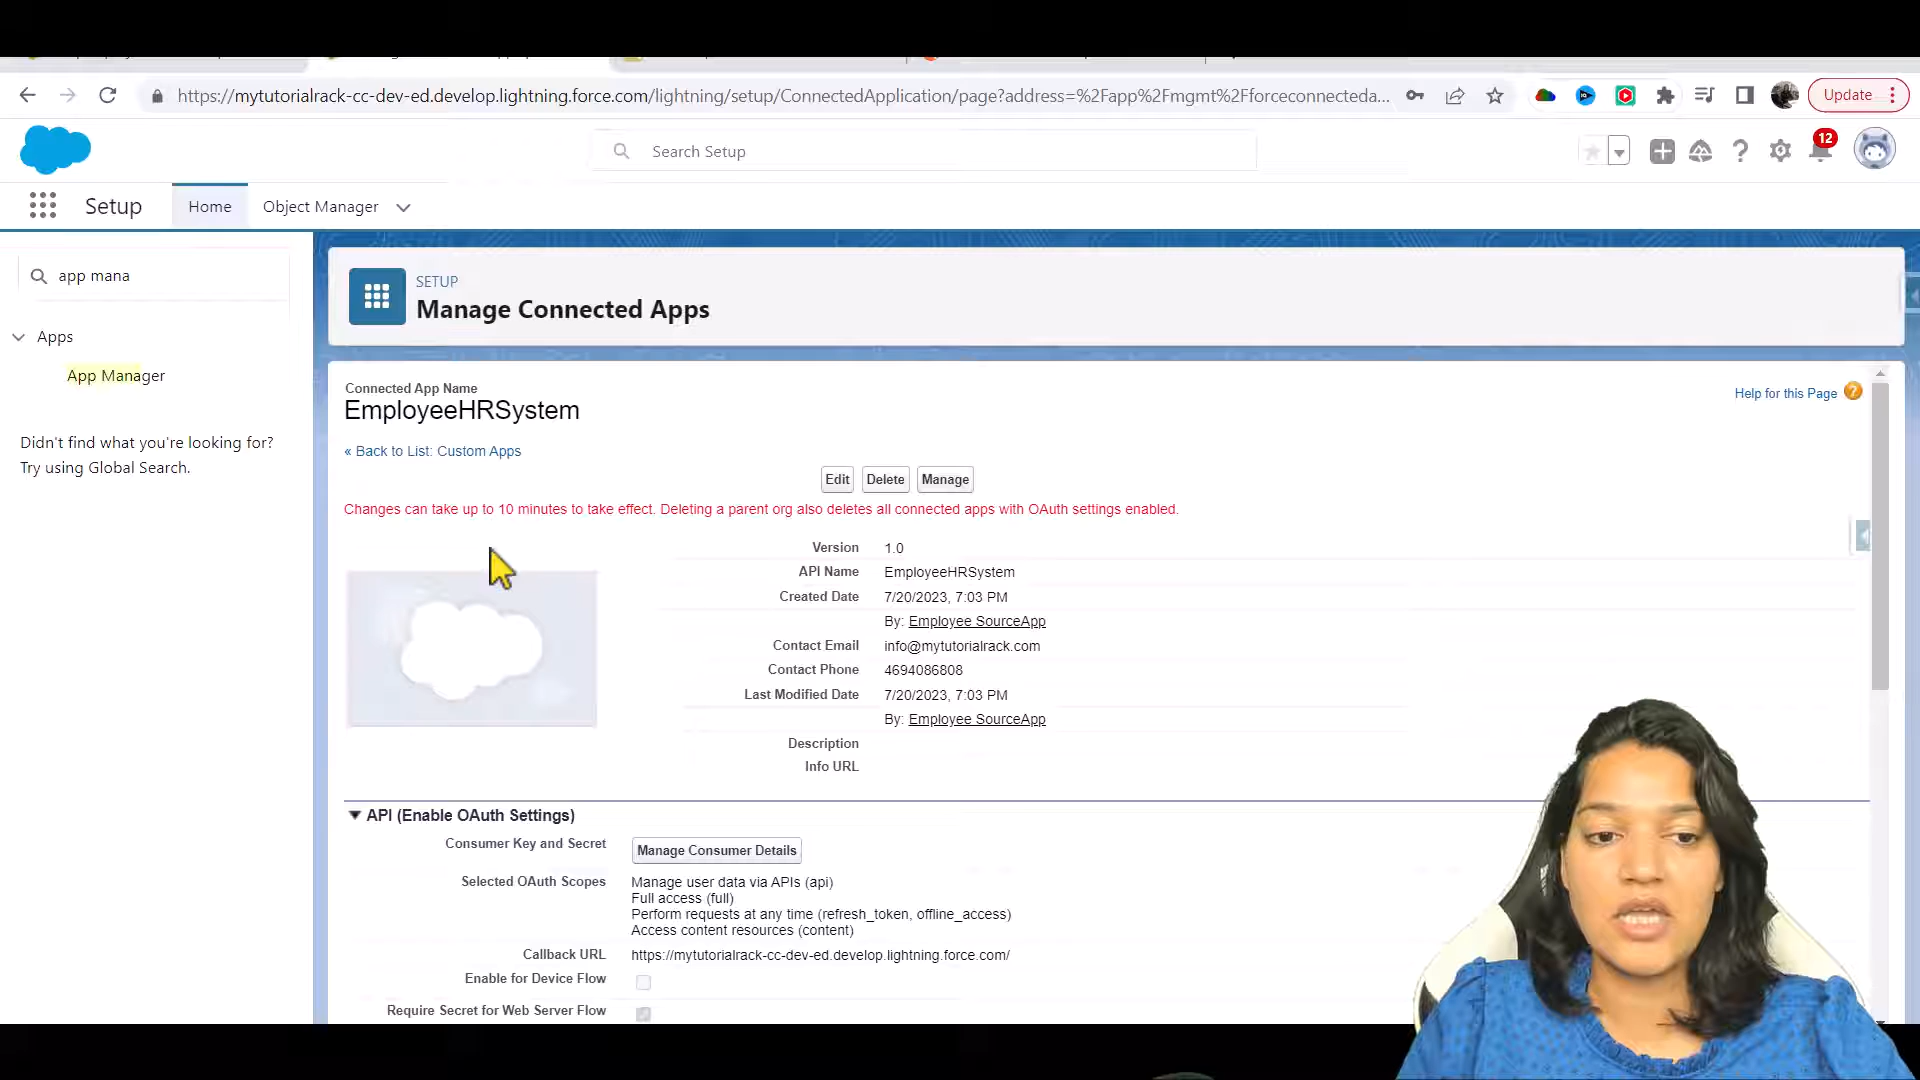 https://mytutorialrack-cc-dev-ed.develop.lightning.force.com/lightning/setup/ConnectedApplication/page?address=%2Fapp%2Fmgmt%2Fforceconnecteda...
Update
Search Setup
12
Setup
Home
Object Manager
app mana
Apps
App Manager
Didn't find what you're looking for?
Try using Global Search.
SETUP
Manage Connected Apps
Connected App Name
EmployeeHRSystem
Help for this Page
« Back to List: Custom Apps
Edit Delete Manage
Changes can take up to 10 minutes to take effect. Deleting a parent org also deletes all connected apps with OAuth settings enabled.
Version 1.0
API Name EmployeeHRSystem
Created Date 7/20/2023, 7:03 PM
By: Employee SourceApp
Contact Email info@mytutorialrack.com
Contact Phone 4694086808
Last Modified Date 7/20/2023, 7:03 PM
By: Employee SourceApp
Description
Info URL
API (Enable OAuth Settings)
Consumer Key and Secret Manage Consumer Details
Selected OAuth Scopes Manage user data via APIs (api)
Full access (full)
Perform requests at any time (refresh_token, offline_access)
Access content resources (content)
Callback URL https://mytutorialrack-cc-dev-ed.develop.lightning.force.com/
Enable for Device Flow
Require Secret for Web Server Flow